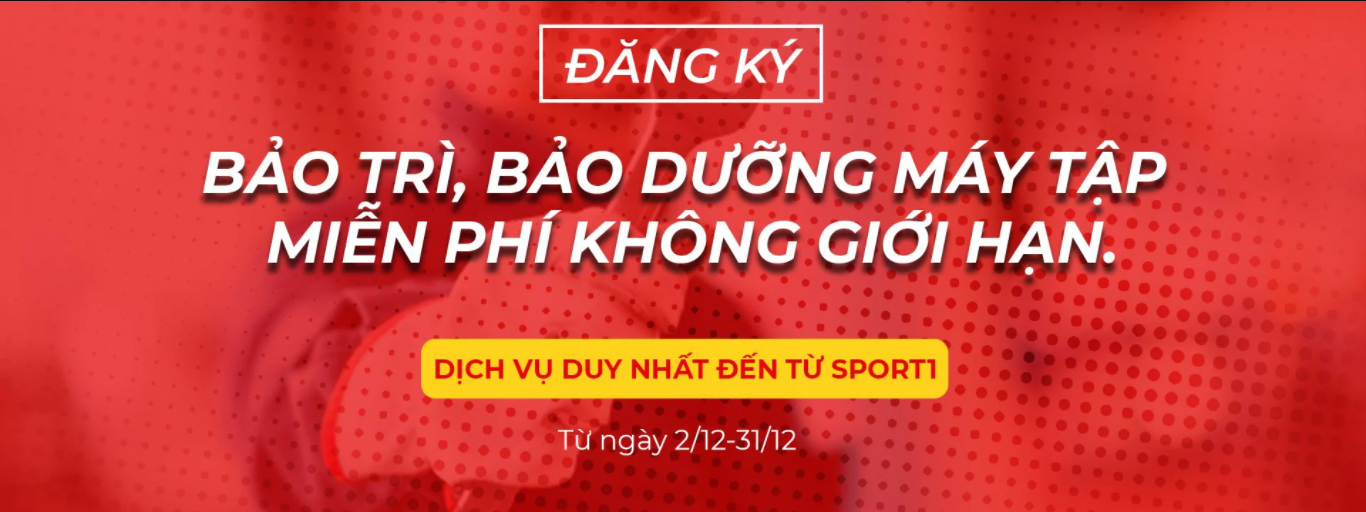 ĐĂNG KÝ
BẢO TRÌ, BẢO DƯỠNG MÁY TẬP
MIỄN PHÍ KHÔNG GIỚI HẠN.
DỊCH VỤ DUY NHẤT ĐẾN TỪ SPORT1
Từ ngày 2/12-31/12